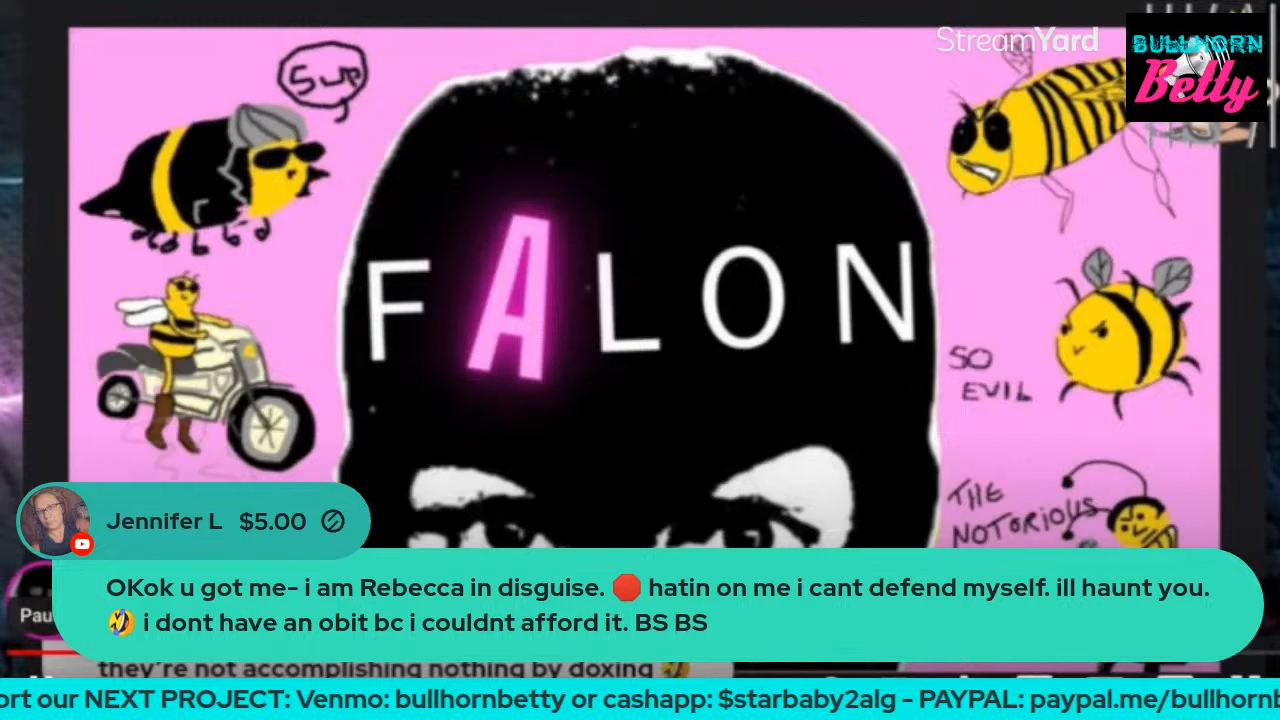 StreamYard
BULLHORN
Betty
SUP
FALON
SO
EVIL
THE
NOTORIOUS
Jennifer L $5.00
OKok u got me- i am Rebecca in disguise. 🛑 hatin on me i cant defend myself. ill haunt you.
🤣 i dont have an obit bc i couldnt afford it. BS BS
Pau
they're not accomplishing nothing by doxing 🤣
ort our NEXT PROJECT: Venmo: bullhornbetty or cashapp: $starbaby2alg - PAYPAL: paypal.me/bullhornb